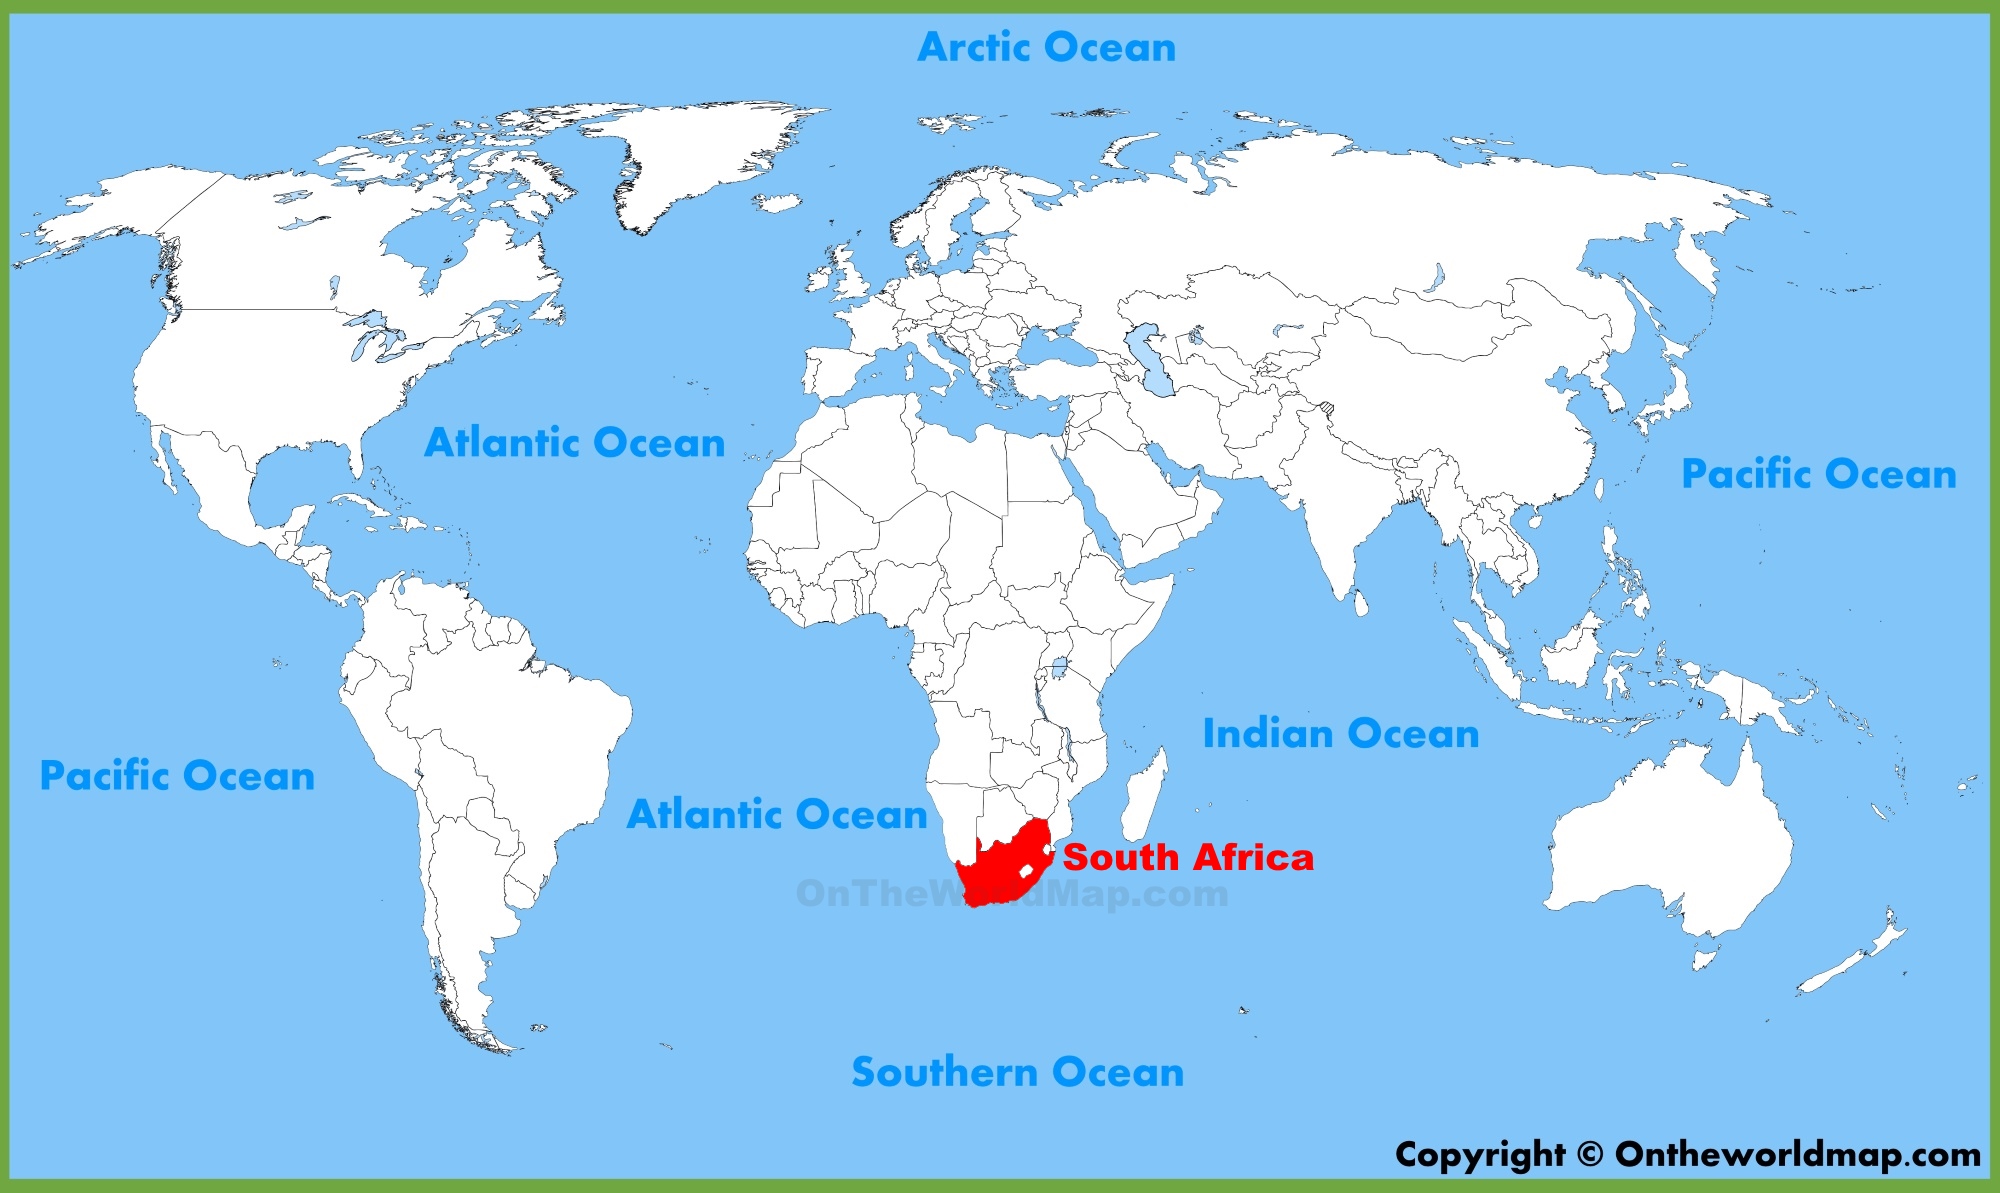 Arctic Ocean
Atlantic Ocean
Pacific Ocean
Indian Ocean
Pacific Ocean
Atlantic Ocean
South Africa
OnTheWorldMap.com
Southern Ocean
Copyright © Ontheworldmap.com